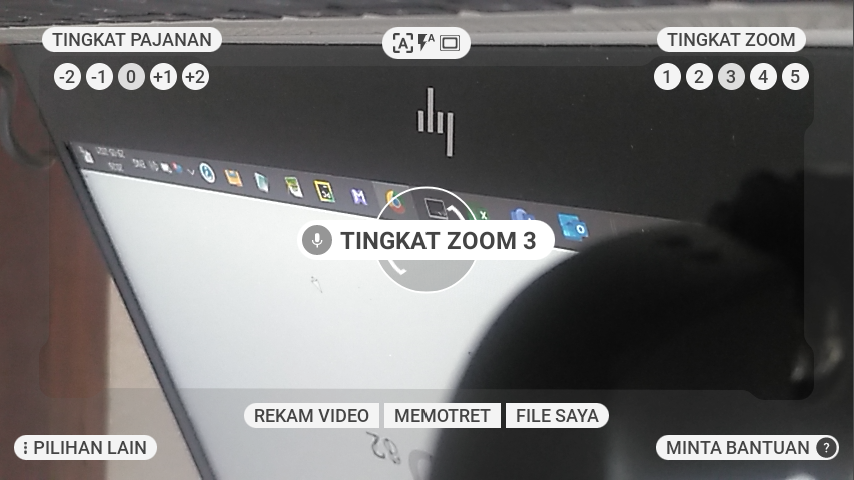 TINGKAT PAJANAN
TINGKAT ZOOM
-2 -1 0 +1 +2
1 2 3 4 5
TINGKAT ZOOM 3
REKAM VIDEO
MEMOTRET
FILE SAYA
PILIHAN LAIN
MINTA BANTUAN ?